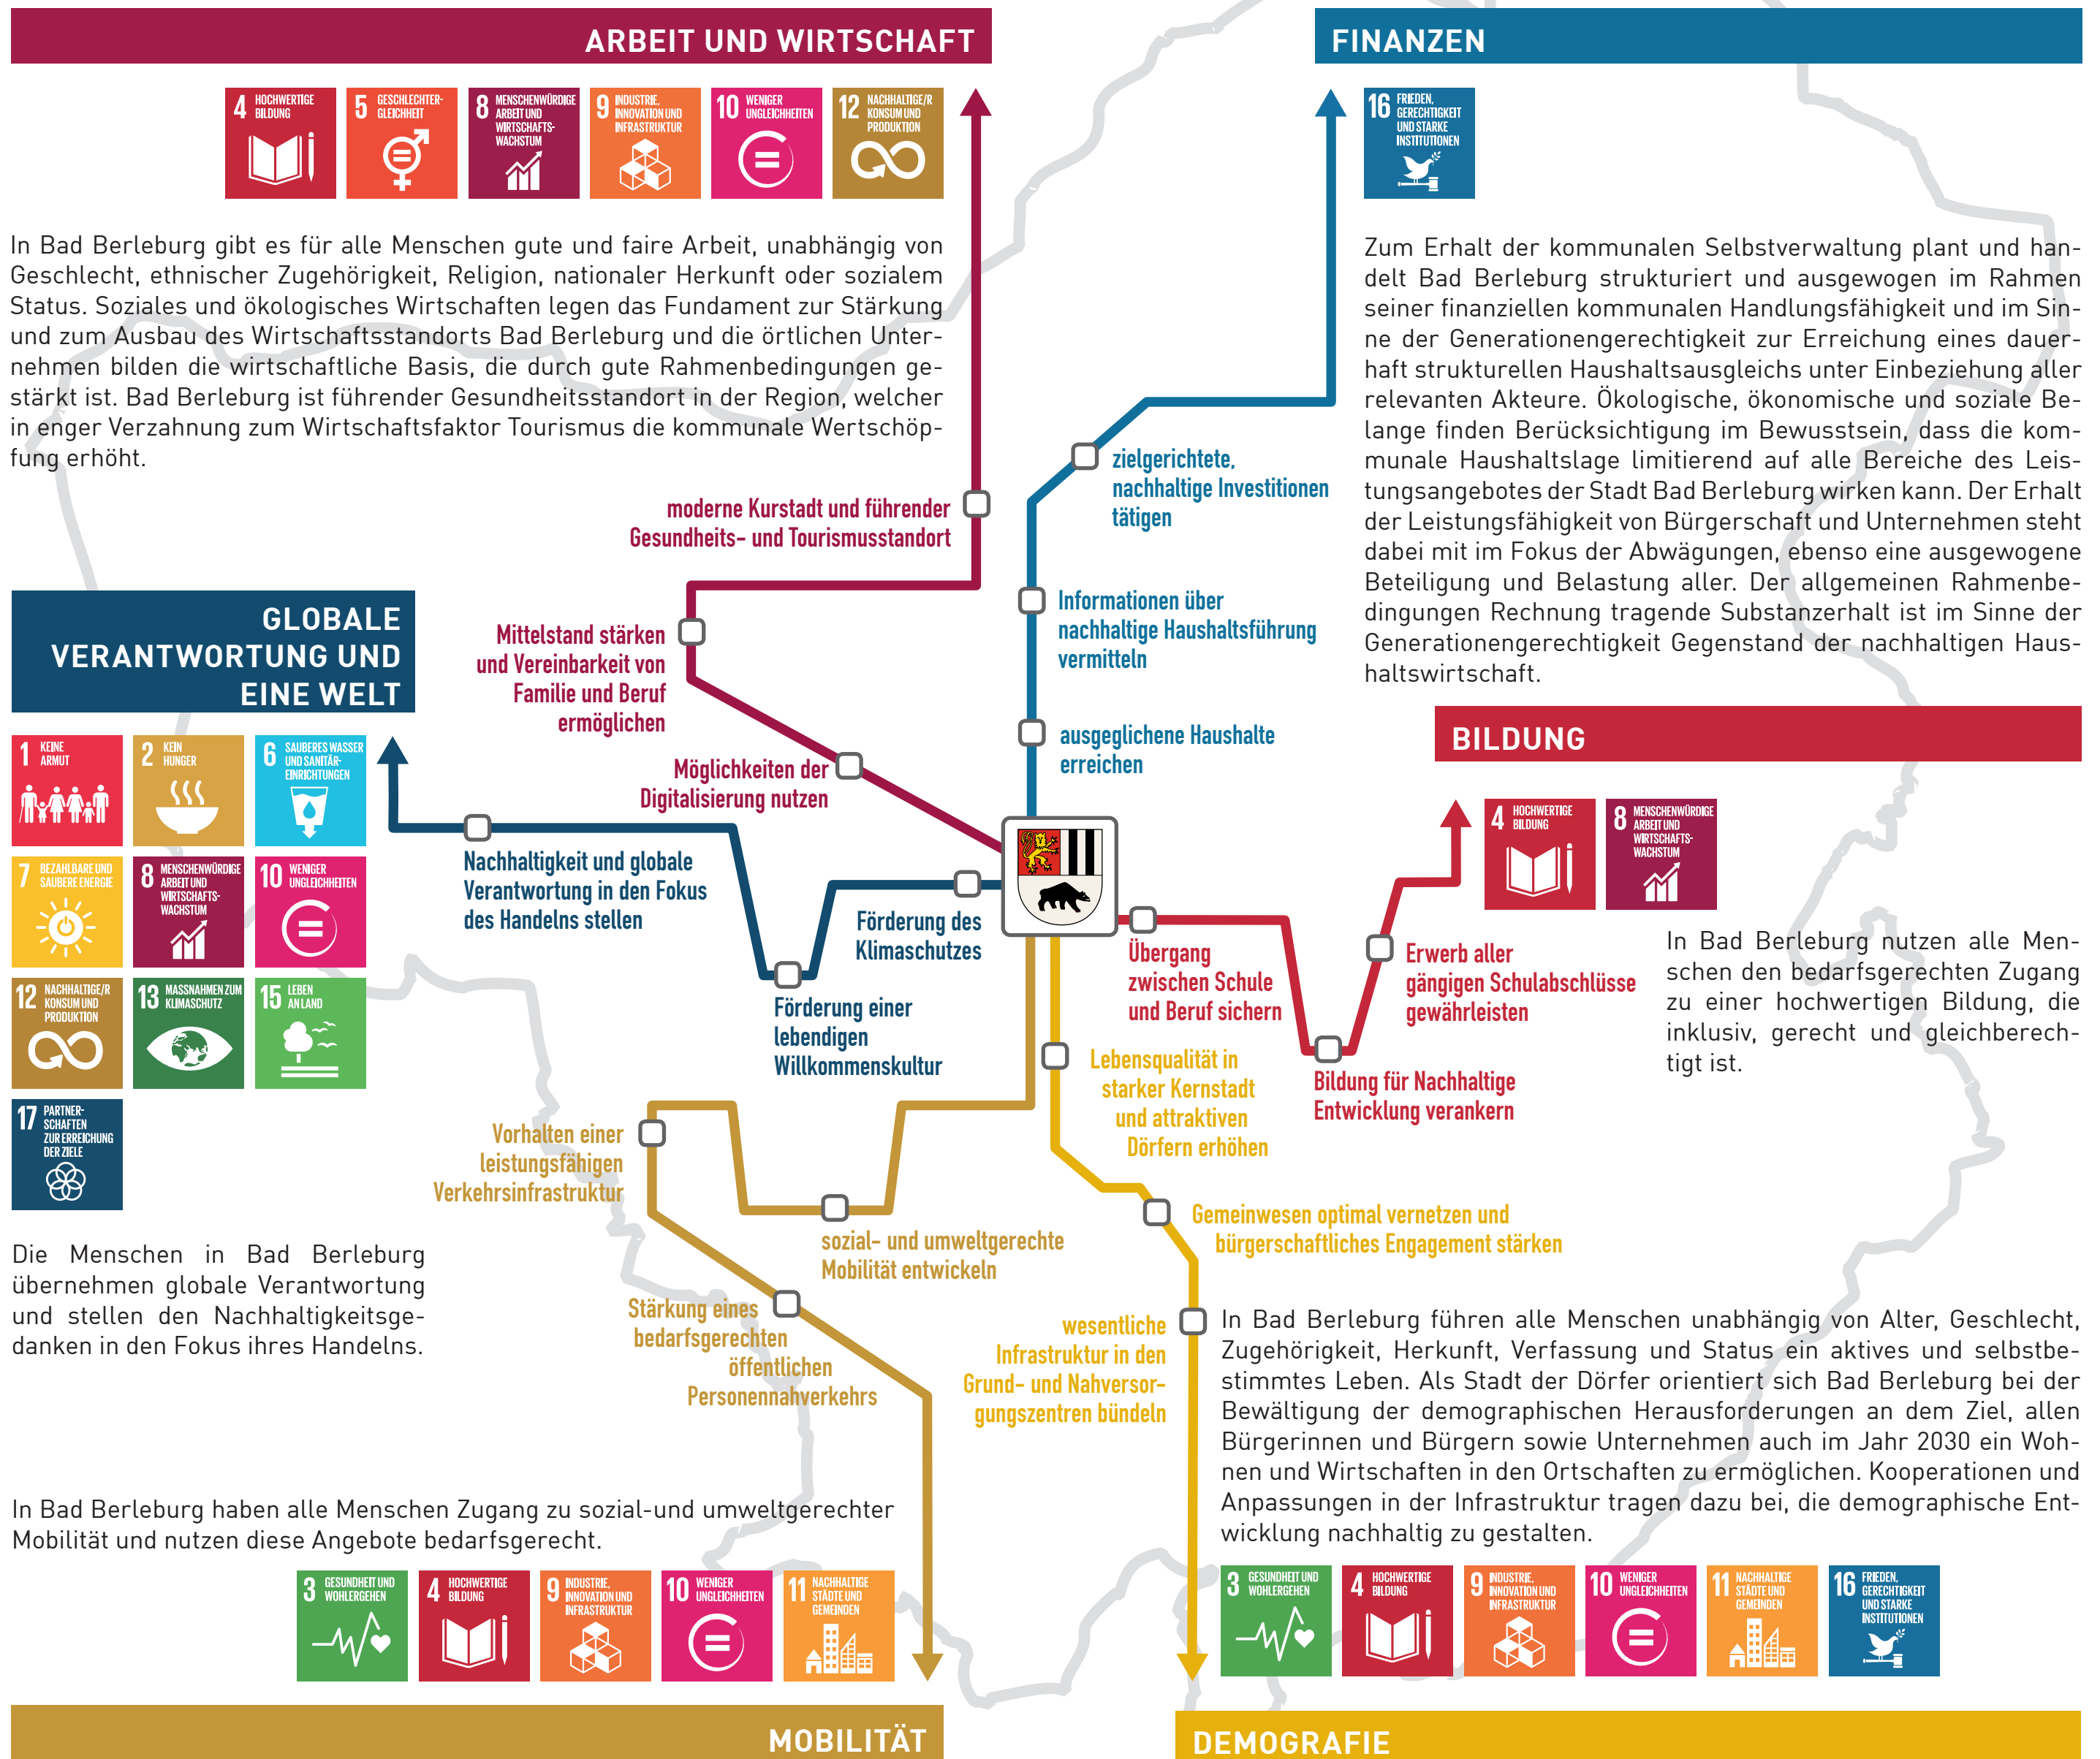 ARBEIT UND WIRTSCHAFT
4 HOCHWERTIGE
BILDUNG
5 GESCHLECHTER-
GLEICHHEIT
8 MENSCHENWÜRDIGE
ARBEIT UND
WIRTSCHAFTS-
WACHSTUM
9 INDUSTRIE,
INNOVATION UND
INFRASTRUKTUR
10 WENIGER
UNGLEICHHEITEN
12 NACHHALTIGE/R
KONSUM UND
PRODUKTION
In Bad Berleburg gibt es für alle Menschen gute und faire Arbeit, unabhängig von
Geschlecht, ethnischer Zugehörigkeit, Religion, nationaler Herkunft oder sozialem
Status. Soziales und ökologisches Wirtschaften legen das Fundament zur Stärkung
und zum Ausbau des Wirtschaftsstandorts Bad Berleburg und die örtlichen Unter-
nehmen bilden die wirtschaftliche Basis, die durch gute Rahmenbedingungen ge-
stärkt ist. Bad Berleburg ist führender Gesundheitsstandort in der Region, welcher
in enger Verzahnung zum Wirtschaftsfaktor Tourismus die kommunale Wertschöp-
fung erhöht.
moderne Kurstadt und führender
Gesundheits- und Tourismusstandort
Mittelstand stärken
und Vereinbarkeit von
Familie und Beruf
ermöglichen
Möglichkeiten der
Digitalisierung nutzen
FINANZEN
16 FRIEDEN,
GERECHTIGKEIT
UND STARKE
INSTITUTIONEN
Zum Erhalt der kommunalen Selbstverwaltung plant und han-
delt Bad Berleburg strukturiert und ausgewogen im Rahmen
seiner finanziellen kommunalen Handlungsfähigkeit und im Sin-
ne der Generationengerechtigkeit zur Erreichung eines dauer-
haft strukturellen Haushaltsausgleichs unter Einbeziehung aller
relevanten Akteure. Ökologische, ökonomische und soziale Be-
lange finden Berücksichtigung im Bewusstsein, dass die kom-
munale Haushaltslage limitierend auf alle Bereiche des Leis-
tungsangebotes der Stadt Bad Berleburg wirken kann. Der Erhalt
der Leistungsfähigkeit von Bürgerschaft und Unternehmen steht
dabei mit im Fokus der Abwägungen, ebenso eine ausgewogene
Beteiligung und Belastung aller. Der allgemeinen Rahmenbe-
dingungen Rechnung tragende Substanzerhalt ist im Sinne der
Generationengerechtigkeit Gegenstand der nachhaltigen Haus-
haltswirtschaft.
zielgerichtete,
nachhaltige Investitionen
tätigen
Informationen über
nachhaltige Haushaltsführung
vermitteln
ausgeglichene Haushalte
erreichen
GLOBALE
VERANTWORTUNG UND
EINE WELT
1 KEINE
ARMUT
2 KEIN
HUNGER
6 SAUBERES WASSER
UND SANITÄR-
EINRICHTUNGEN
7 BEZAHLBARE UND
SAUBERE ENERGIE
8 MENSCHENWÜRDIGE
ARBEIT UND
WIRTSCHAFTS-
WACHSTUM
10 WENIGER
UNGLEICHHEITEN
12 NACHHALTIGE/R
KONSUM UND
PRODUKTION
13 MASSNAHMEN ZUM
KLIMASCHUTZ
15 LEBEN
AN LAND
17 PARTNER-
SCHAFTEN
ZUR ERREICHUNG
DER ZIELE
Die Menschen in Bad Berleburg
übernehmen globale Verantwortung
und stellen den Nachhaltigkeitsge-
danken in den Fokus ihres Handelns.
Nachhaltigkeit und globale
Verantwortung in den Fokus
des Handelns stellen
Förderung einer
lebendigen
Willkommenskultur
Förderung des
Klimaschutzes
BILDUNG
4 HOCHWERTIGE
BILDUNG
8 MENSCHENWÜRDIGE
ARBEIT UND
WIRTSCHAFTS-
WACHSTUM
In Bad Berleburg nutzen alle Men-
schen den bedarfsgerechten Zugang
zu einer hochwertigen Bildung, die
inklusiv, gerecht und gleichberech-
tigt ist.
Übergang
zwischen Schule
und Beruf sichern
Erwerb aller
gängigen Schulabschlüsse
gewährleisten
Bildung für Nachhaltige
Entwicklung verankern
Lebensqualität in
starker Kernstadt
und attraktiven
Dörfern erhöhen
Gemeinwesen optimal vernetzen und
bürgerschaftliches Engagement stärken
wesentliche
Infrastruktur in den
Grund- und Nahversor-
gungszentren bündeln
Vorhalten einer
leistungsfähigen
Verkehrsinfrastruktur
sozial- und umweltgerechte
Mobilität entwickeln
Stärkung eines
bedarfsgerechten
öffentlichen
Personennahverkehrs
In Bad Berleburg haben alle Menschen Zugang zu sozial-und umweltgerechter
Mobilität und nutzen diese Angebote bedarfsgerecht.
3 GESUNDHEIT UND
WOHLERGEHEN
4 HOCHWERTIGE
BILDUNG
9 INDUSTRIE,
INNOVATION UND
INFRASTRUKTUR
10 WENIGER
UNGLEICHHEITEN
11 NACHHALTIGE
STÄDTE UND
GEMEINDEN
MOBILITÄT
In Bad Berleburg führen alle Menschen unabhängig von Alter, Geschlecht,
Zugehörigkeit, Herkunft, Verfassung und Status ein aktives und selbstbe-
stimmtes Leben. Als Stadt der Dörfer orientiert sich Bad Berleburg bei der
Bewältigung der demographischen Herausforderungen an dem Ziel, allen
Bürgerinnen und Bürgern sowie Unternehmen auch im Jahr 2030 ein Woh-
nen und Wirtschaften in den Ortschaften zu ermöglichen. Kooperationen und
Anpassungen in der Infrastruktur tragen dazu bei, die demographische Ent-
wicklung nachhaltig zu gestalten.
3 GESUNDHEIT UND
WOHLERGEHEN
4 HOCHWERTIGE
BILDUNG
9 INDUSTRIE,
INNOVATION UND
INFRASTRUKTUR
10 WENIGER
UNGLEICHHEITEN
11 NACHHALTIGE
STÄDTE UND
GEMEINDEN
16 FRIEDEN,
GERECHTIGKEIT
UND STARKE
INSTITUTIONEN
DEMOGRAFIE